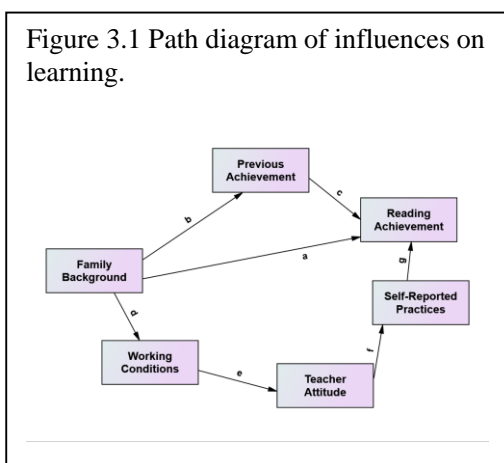 Figure 3.1 Path diagram of influences on
learning.
Previous
Achievement
b
c
Reading
Achievement
a
Family
Background
g
Self-Reported
Practices
d
Working
Conditions
e
f
Teacher
Attitude